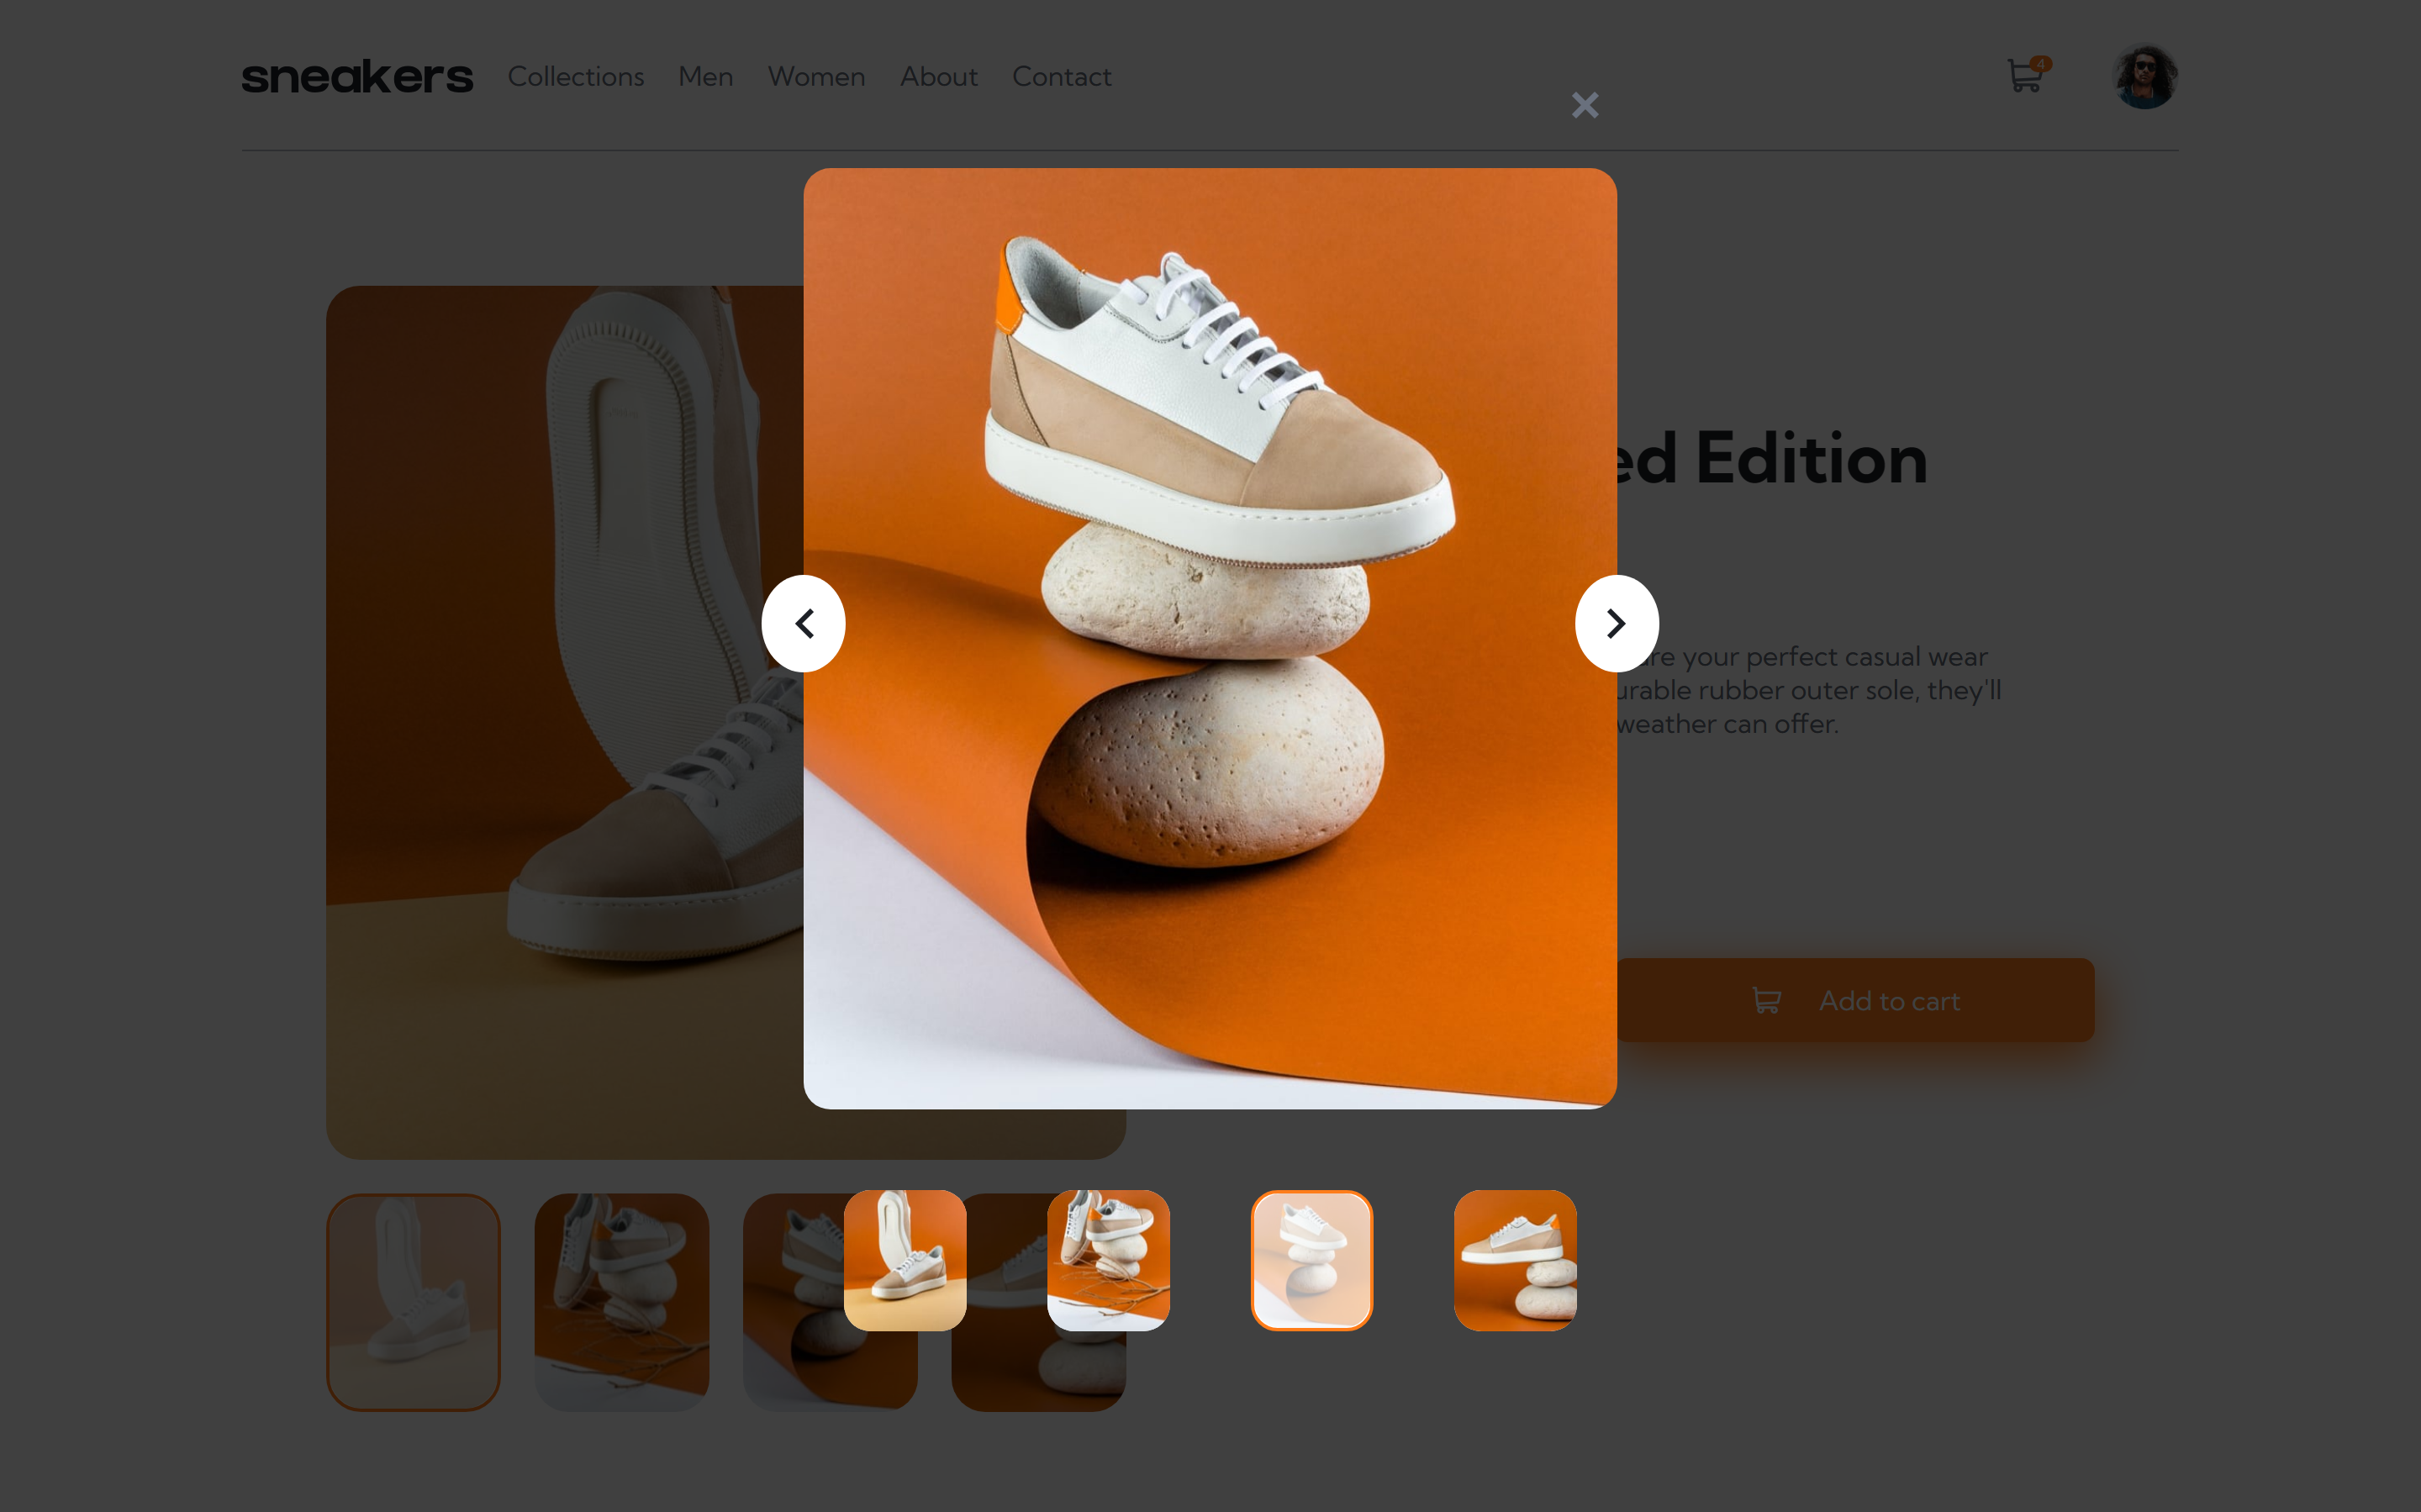 sneakers Collections Men Women About Contact 4
ed Edition
are your perfect casual wear
urable rubber outer sole, they'll
weather can offer.
Add to cart